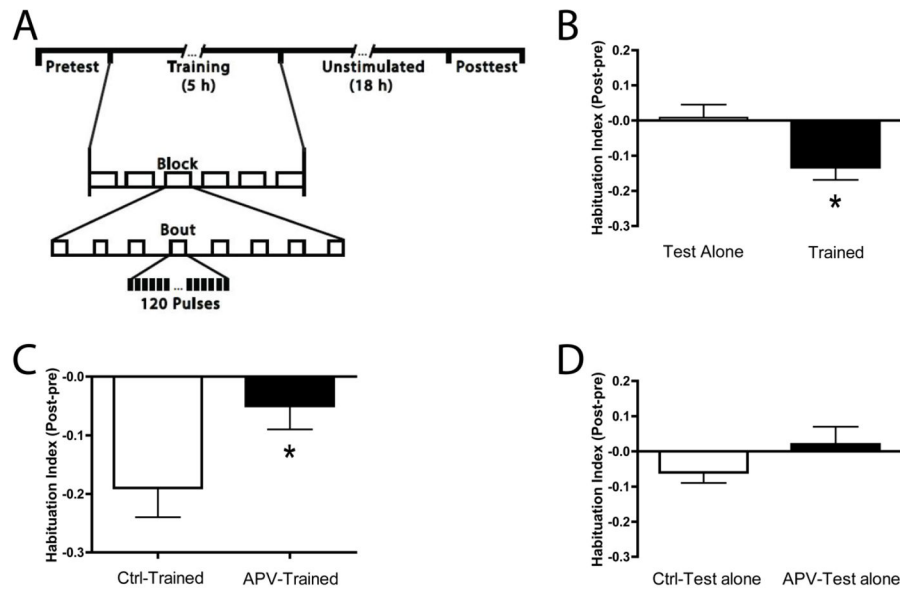 A
Pretest
...
Training
(5 h)
...
Unstimulated
(18 h)
Posttest
Block
Bout
...
120 Pulses
B
Habituation Index (Post-pre)
0.2
0.1
-0.0
-0.1
-0.2
-0.3
*
Test Alone
Trained
C
Habituation Index (Post-pre)
-0.0
-0.1
-0.2
-0.3
*
Ctrl-Trained
APV-Trained
D
Habituation Index (Post-pre)
0.2
0.1
-0.0
-0.1
-0.2
-0.3
Ctrl-Test alone
APV-Test alone